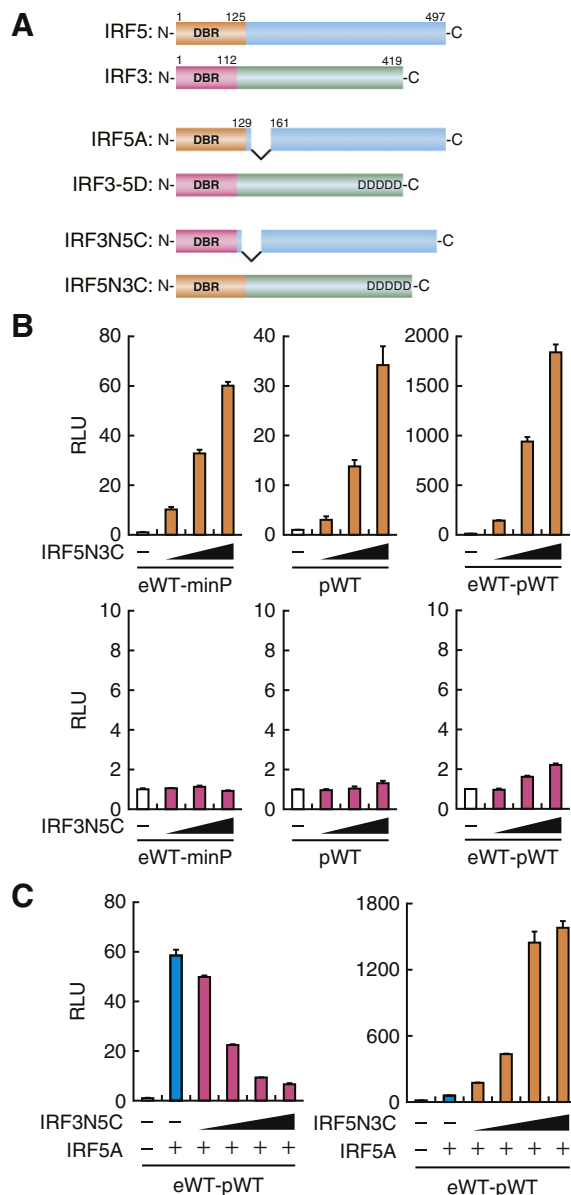 A
1 125 497
IRF5: N- DBR -C
1 112 419
IRF3: N- DBR -C
129 161
IRF5A: N- DBR -C
IRF3-5D: N- DBR DDDDD -C
IRF3N5C: N- DBR -C
IRF5N3C: N- DBR DDDDD -C
B
80 40 2000
60 30 1500
40 20 1000
20 10 500
0 0 0
RLU
IRF5N3C – – –
eWT-minP pWT eWT-pWT
10 10 10
8 8 8
6 6 6
4 4 4
2 2 2
0 0 0
RLU
IRF3N5C – – –
eWT-minP pWT eWT-pWT
C
80 1800
60 1200
40 600
20 0
0
RLU
IRF3N5C – – IRF5N3C – –
IRF5A – + + + + + IRF5A – + + + + +
eWT-pWT eWT-pWT